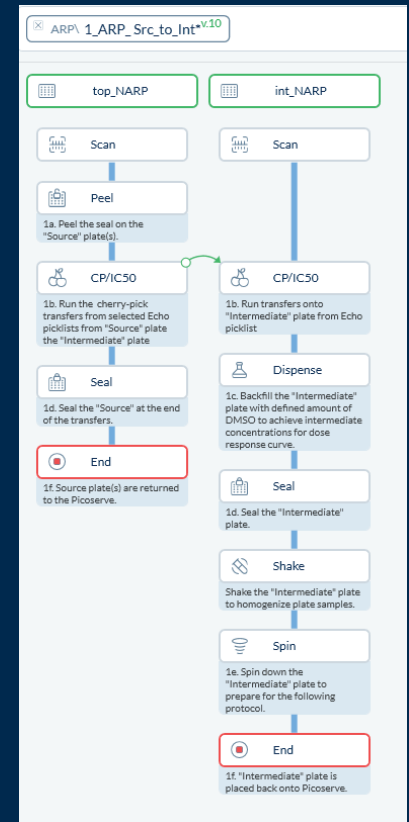 ARP\ 1_ARP_ Src_to_Int*v.10
top_NARP
int_NARP
Scan
Scan
Peel
1a. Peel the seal on the
"Source" plate(s).
CP/IC50
1b. Run the cherry-pick
transfers from selected Echo
picklists from "Source" plate
the "Intermediate" plate
CP/IC50
1b. Run transfers onto
"Intermediate" plate from Echo
picklist
Seal
1d. Seal the "Source" at the end
of the transfers.
Dispense
1c. Backfill the "Intermediate"
plate with defined amount of
DMSO to achieve intermediate
concentrations for dose
response curve.
End
1f. Source plate(s) are returned
to the Picoserve.
Seal
1d. Seal the "Intermediate"
plate.
Shake
Shake the "Intermediate" plate
to homogenize plate samples.
Spin
1e. Spin down the
"Intermediate" plate to
prepare for the following
protocol.
End
1f. "Intermediate" plate is
placed back onto Picoserve.